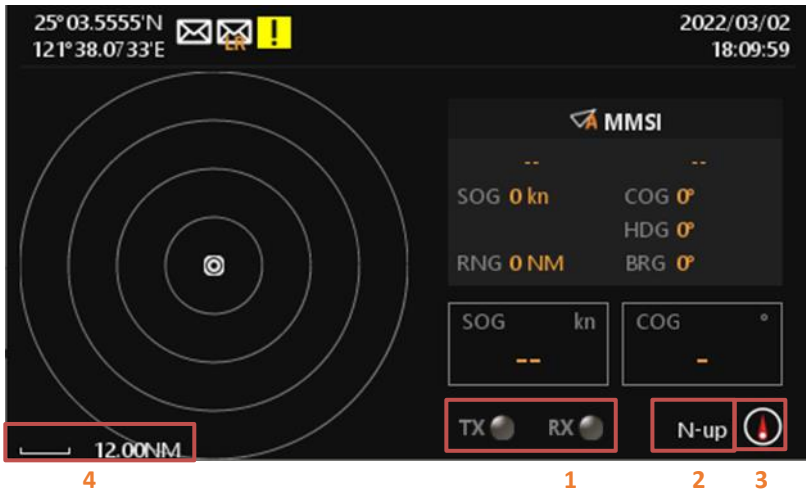 25°03.5555'N
121°38.0733'E
LR
!
2022/03/02
18:09:59
A MMSI
-- --
SOG 0 kn COG 0°
HDG 0°
RNG 0 NM BRG 0°
SOG kn
--
COG °
-
TX RX
N-up
12.00NM
4 1 2 3